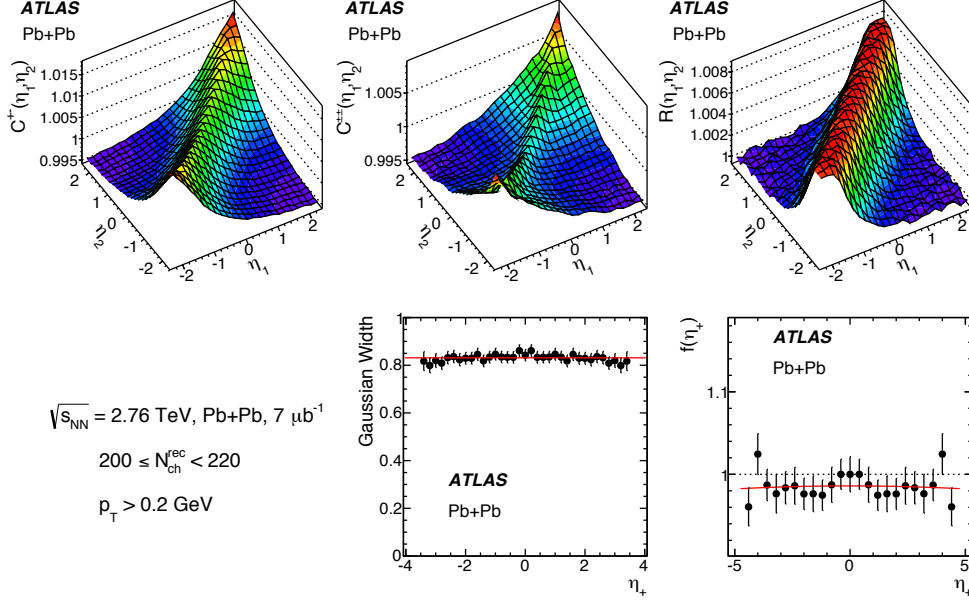 ATLAS
Pb+Pb
C⁺⁻(η₁,η₂)
1.015
1.01
1.005
1
0.995
2
1
0
-1
-2
η₂
-2
-1
0
1
2
η₁
ATLAS
Pb+Pb
C^±±(η₁,η₂)
1.005
1
0.995
2
1
0
-1
-2
η₂
-2
-1
0
1
2
η₁
ATLAS
Pb+Pb
R(η₁,η₂)
1.008
1.006
1.004
1.002
1
2
1
0
-1
-2
η₂
-2
-1
0
1
2
η₁
√s_NN = 2.76 TeV, Pb+Pb, 7 μb⁻¹
200 ≤ N_ch^rec < 220
p_T > 0.2 GeV
Gaussian Width
1
0.8
0.6
0.4
0.2
0
ATLAS
Pb+Pb
-4 -2 0 2 4
η₊
f(η₊)
1.1
1
ATLAS
Pb+Pb
-5 0 5
η₊